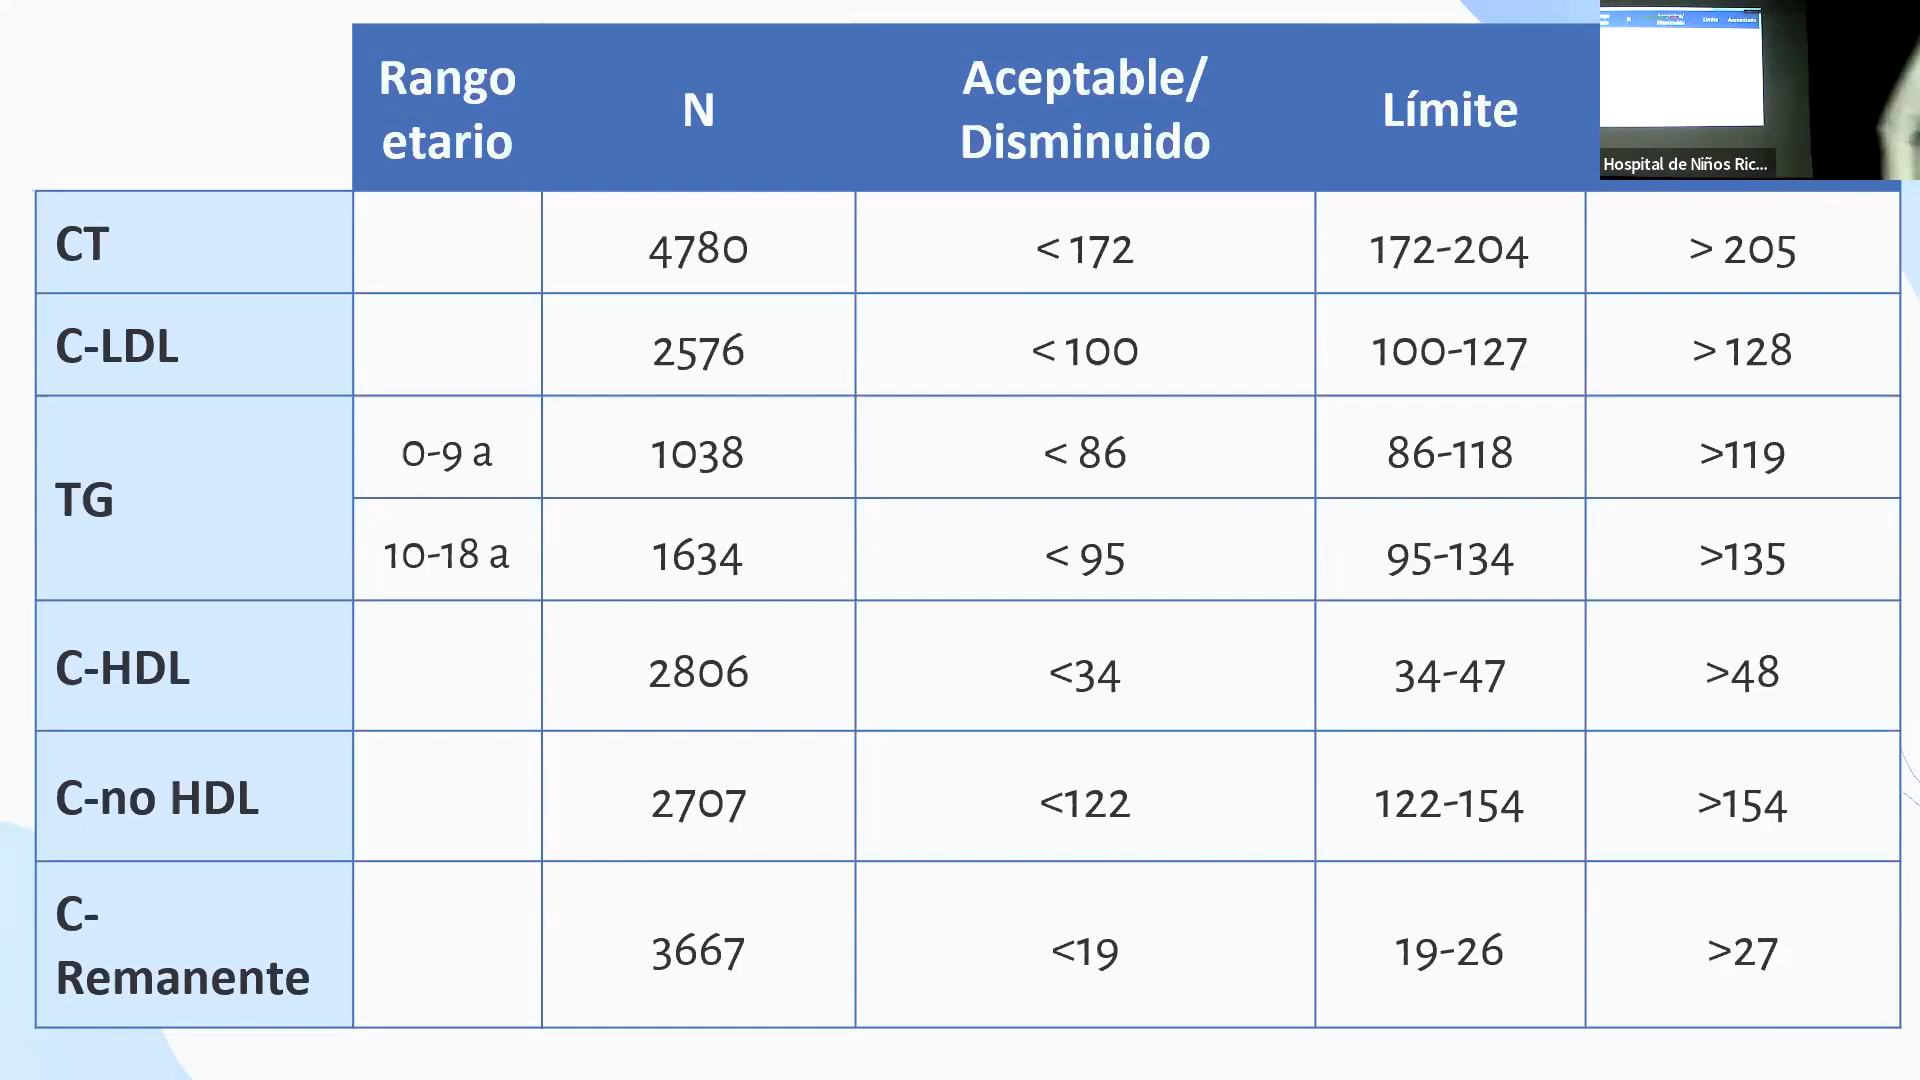 Rango
etario
N
Aceptable/
Disminuido
Límite
Hospital de Niños Ric...
CT
4780
< 172
172-204
> 205
C-LDL
2576
< 100
100-127
> 128
TG
0-9 a
1038
< 86
86-118
>119
10-18 a
1634
< 95
95-134
>135
C-HDL
2806
<34
34-47
>48
C-no HDL
2707
<122
122-154
>154
C-
Remanente
3667
<19
19-26
>27